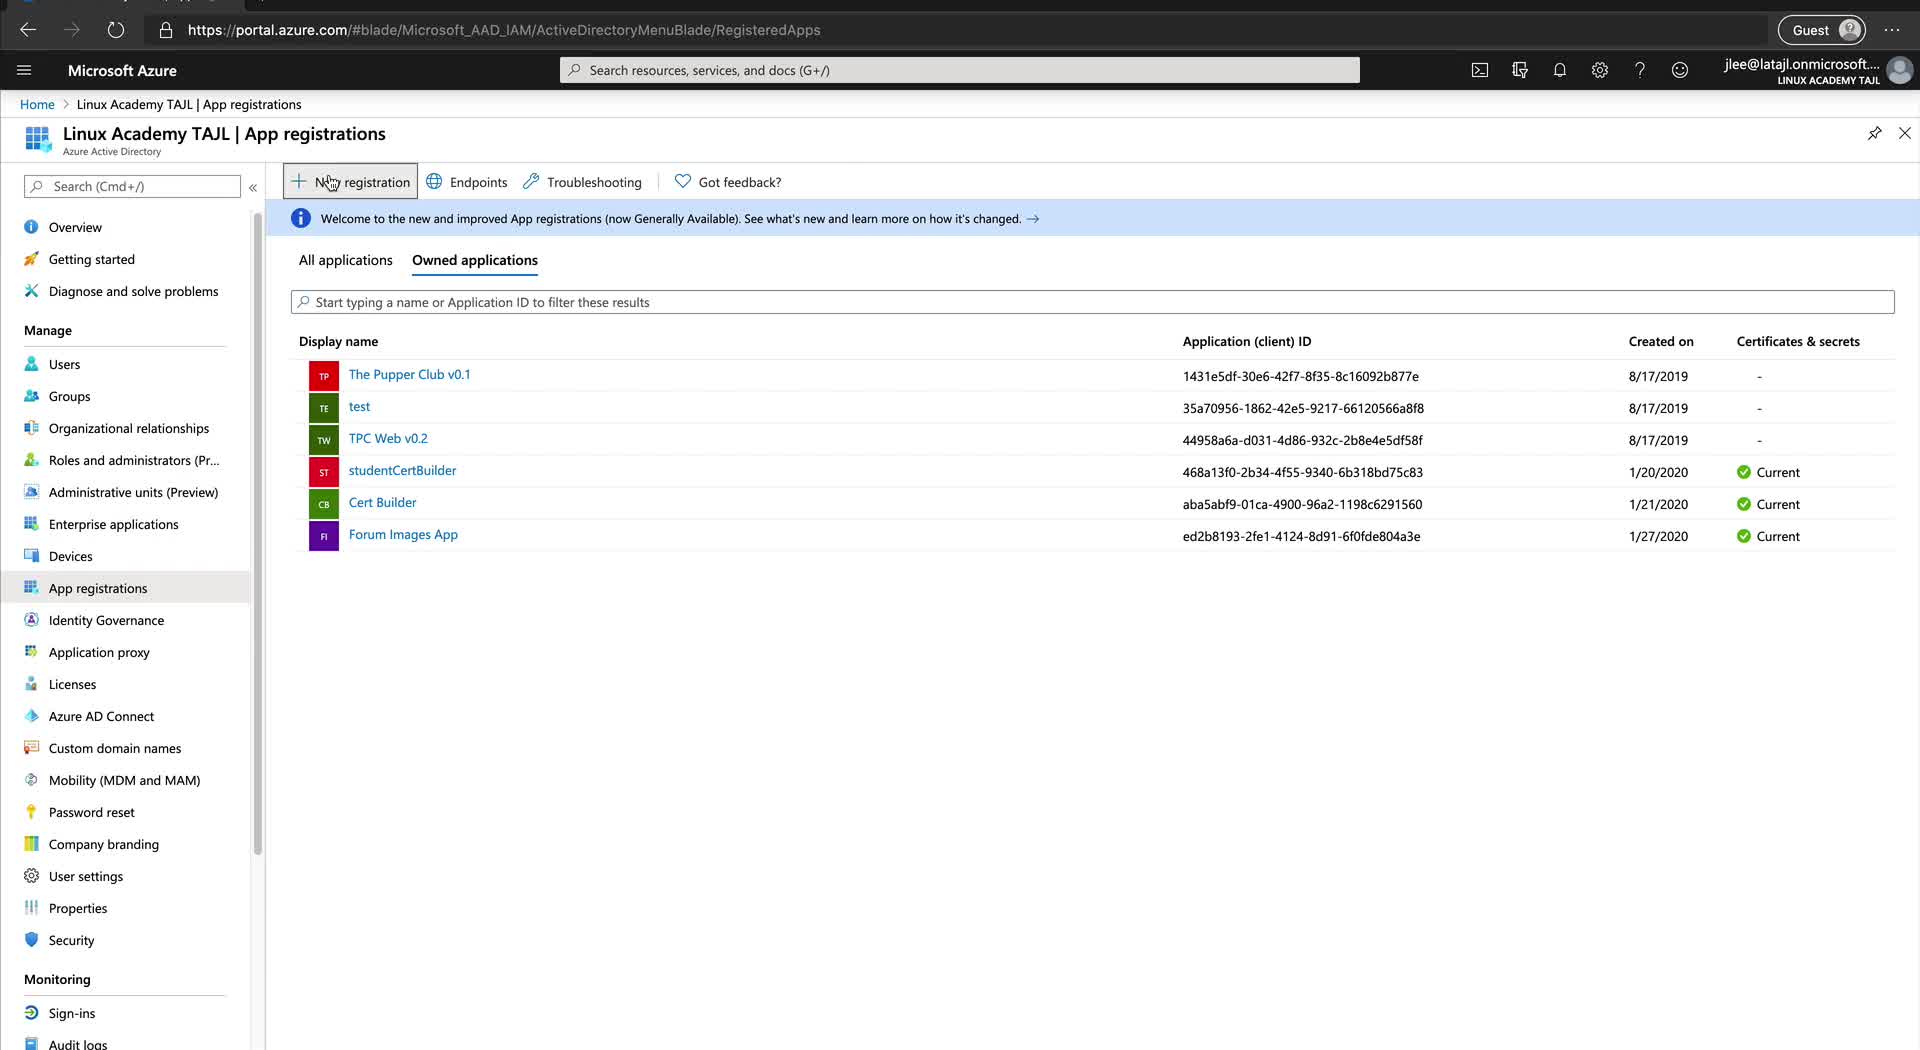 https://portal.azure.com/#blade/Microsoft_AAD_IAM/ActiveDirectoryMenuBlade/RegisteredApps
Guest
Microsoft Azure
Search resources, services, and docs (G+/)
jlee@latajl.onmicrosoft....
LINUX ACADEMY TAJL
Home > Linux Academy TAJL | App registrations
Linux Academy TAJL | App registrations
Azure Active Directory
Search (Cmd+/)
«
registration
Endpoints
Troubleshooting
Got feedback?
Welcome to the new and improved App registrations (now Generally Available). See what's new and learn more on how it's changed. →
All applications
Owned applications
Start typing a name or Application ID to filter these results
Display name
Application (client) ID
Created on
Certificates & secrets
TP The Pupper Club v0.1 1431e5df-30e6-42f7-8f35-8c16092b877e 8/17/2019 -
TE test 35a70956-1862-42e5-9217-66120566a8f8 8/17/2019 -
TW TPC Web v0.2 44958a6a-d031-4d86-932c-2b8e4e5df58f 8/17/2019 -
ST studentCertBuilder 468a13f0-2b34-4f55-9340-6b318bd75c83 1/20/2020 Current
CB Cert Builder aba5abf9-01ca-4900-96a2-1198c6291560 1/21/2020 Current
FI Forum Images App ed2b8193-2fe1-4124-8d91-6f0fde804a3e 1/27/2020 Current
Overview
Getting started
Diagnose and solve problems
Manage
Users
Groups
Organizational relationships
Roles and administrators (Pr...
Administrative units (Preview)
Enterprise applications
Devices
App registrations
Identity Governance
Application proxy
Licenses
Azure AD Connect
Custom domain names
Mobility (MDM and MAM)
Password reset
Company branding
User settings
Properties
Security
Monitoring
Sign-ins
Audit logs